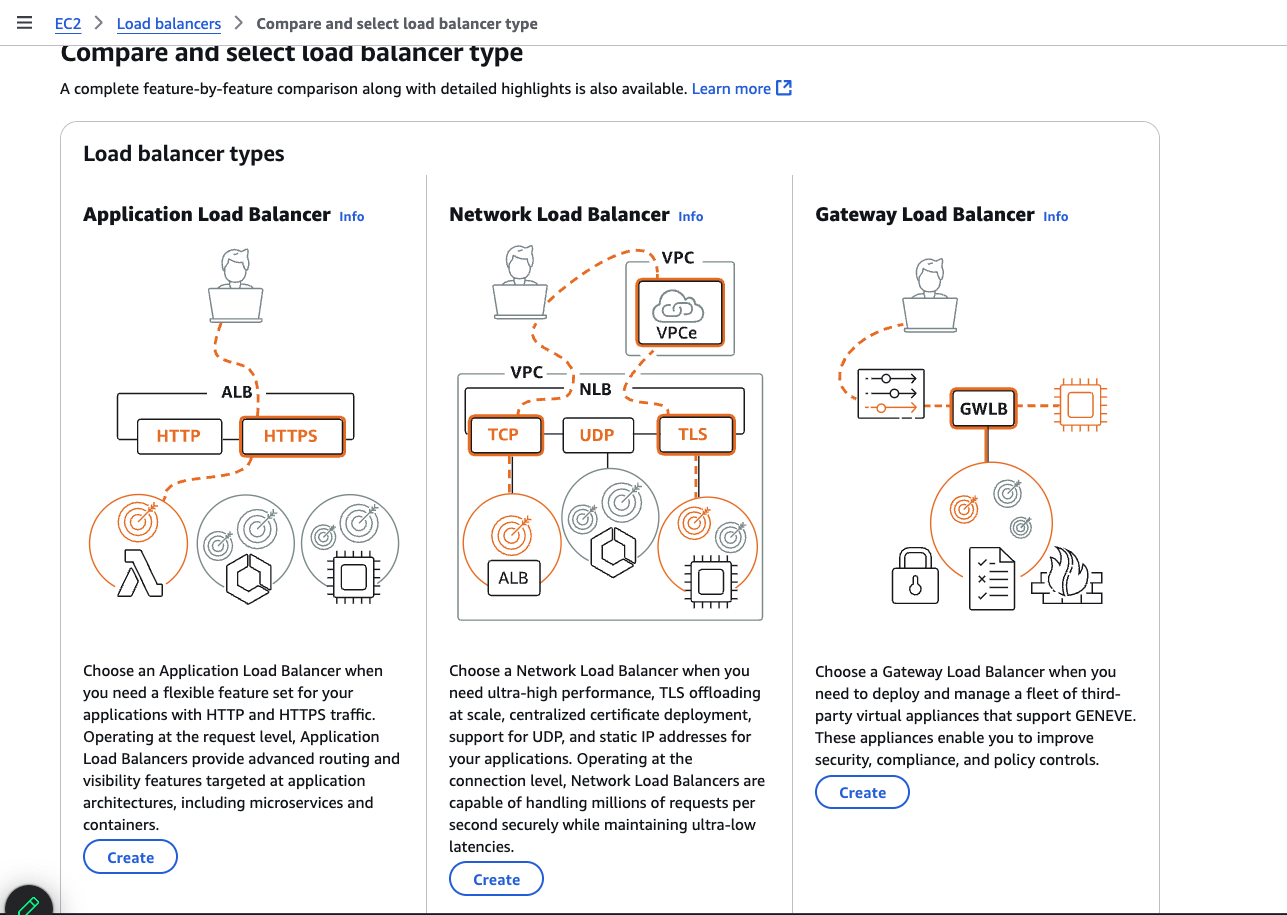 EC2 > Load balancers > Compare and select load balancer type
Compare and select load balancer type
A complete feature-by-feature comparison along with detailed highlights is also available. Learn more
Load balancer types
Application Load Balancer Info
ALB
HTTP
HTTPS
Choose an Application Load Balancer when
you need a flexible feature set for your
applications with HTTP and HTTPS traffic.
Operating at the request level, Application
Load Balancers provide advanced routing and
visibility features targeted at application
architectures, including microservices and
containers.
Create
Network Load Balancer Info
VPC
VPCe
VPC
NLB
TCP
UDP
TLS
ALB
Choose a Network Load Balancer when you
need ultra-high performance, TLS offloading
at scale, centralized certificate deployment,
support for UDP, and static IP addresses for
your applications. Operating at the
connection level, Network Load Balancers are
capable of handling millions of requests per
second securely while maintaining ultra-low
latencies.
Create
Gateway Load Balancer Info
GWLB
Choose a Gateway Load Balancer when you
need to deploy and manage a fleet of third-
party virtual appliances that support GENEVE.
These appliances enable you to improve
security, compliance, and policy controls.
Create